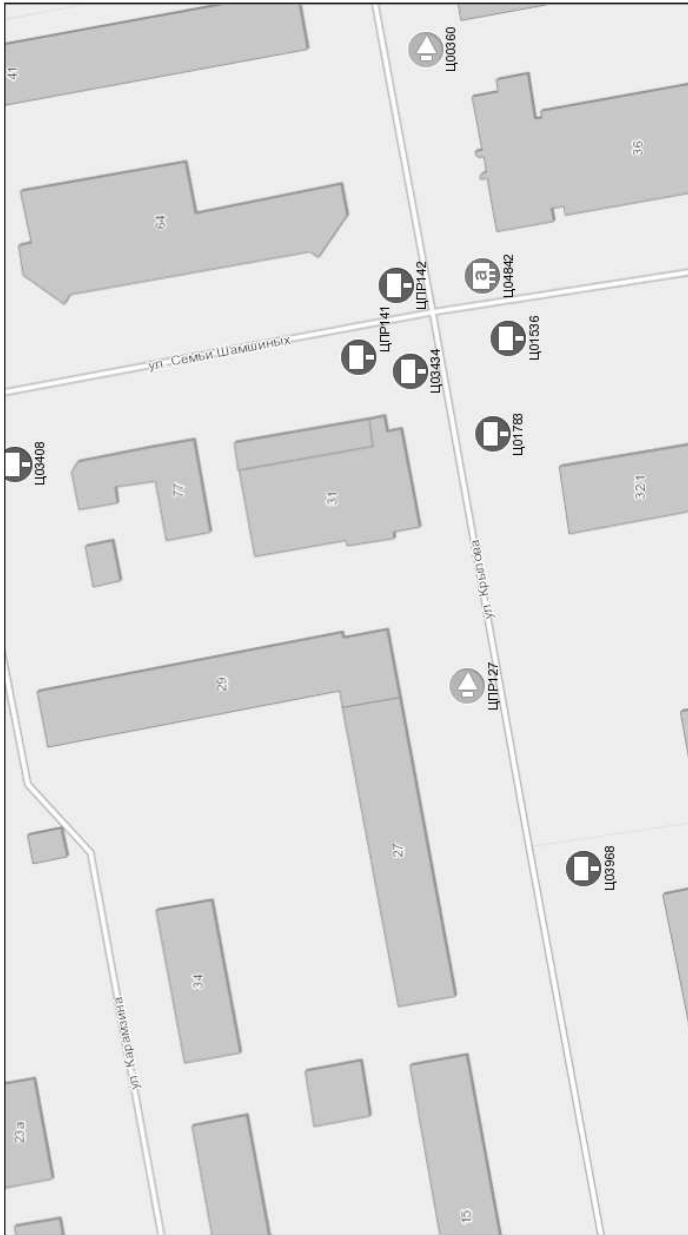 41
Ц00360
64
36
ЦПР142
Ц04842
ЦПР141
ул. Семьи Шамшиных
Ц03434
Ц01536
Ц03408
Ц01783
77
31
32/1
ул. Крылова
29
ЦПР127
27
Ц03968
34
ул. Карамзина
23а
15